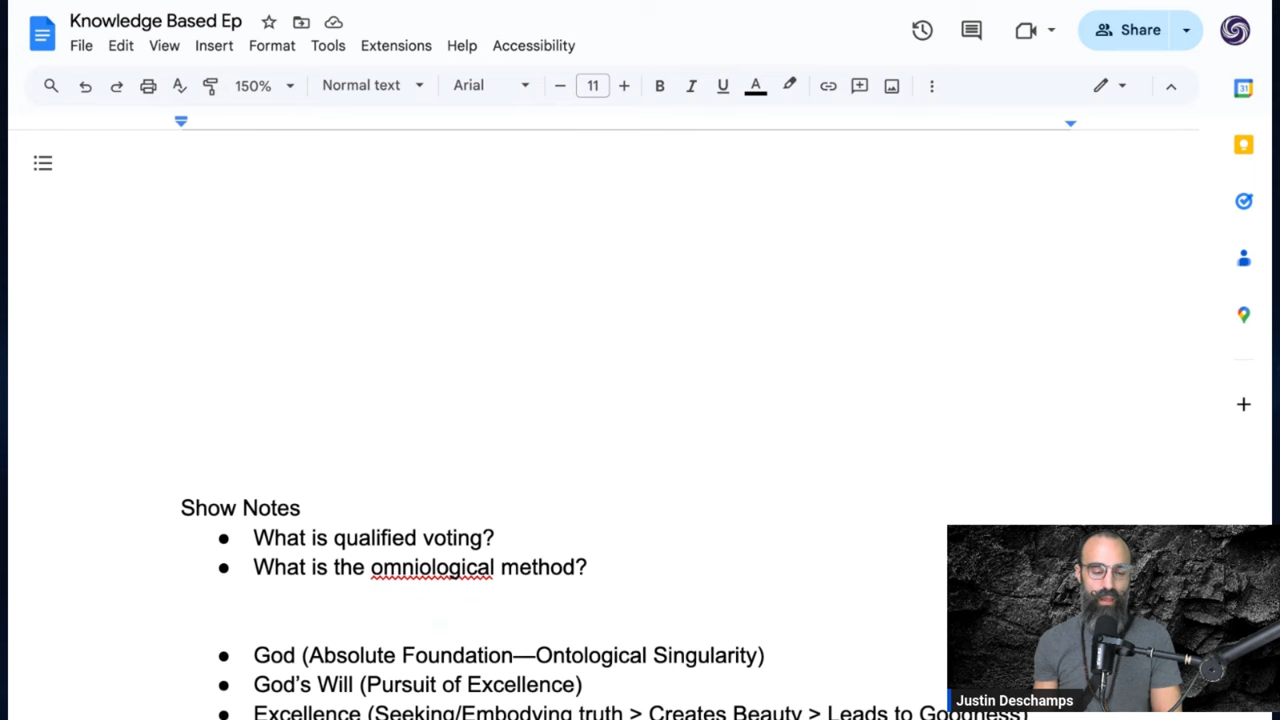 Knowledge Based Ep
File Edit View Insert Format Tools Extensions Help Accessibility
Share
150% Normal text Arial 11 B I U A
31
Show Notes
● What is qualified voting?
● What is the omniological method?
● God (Absolute Foundation—Ontological Singularity)
● God’s Will (Pursuit of Excellence)
● Excellence (Seeking/Embodying truth > Creates Beauty > Leads to Goodness)
Justin Deschamps